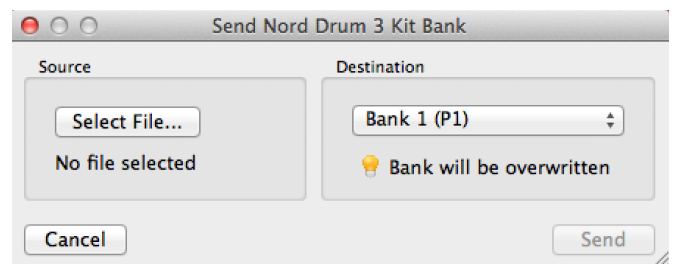 Send Nord Drum 3 Kit Bank
Source
Destination
Select File...
Bank 1 (P1)
No file selected
Bank will be overwritten
Cancel
Send